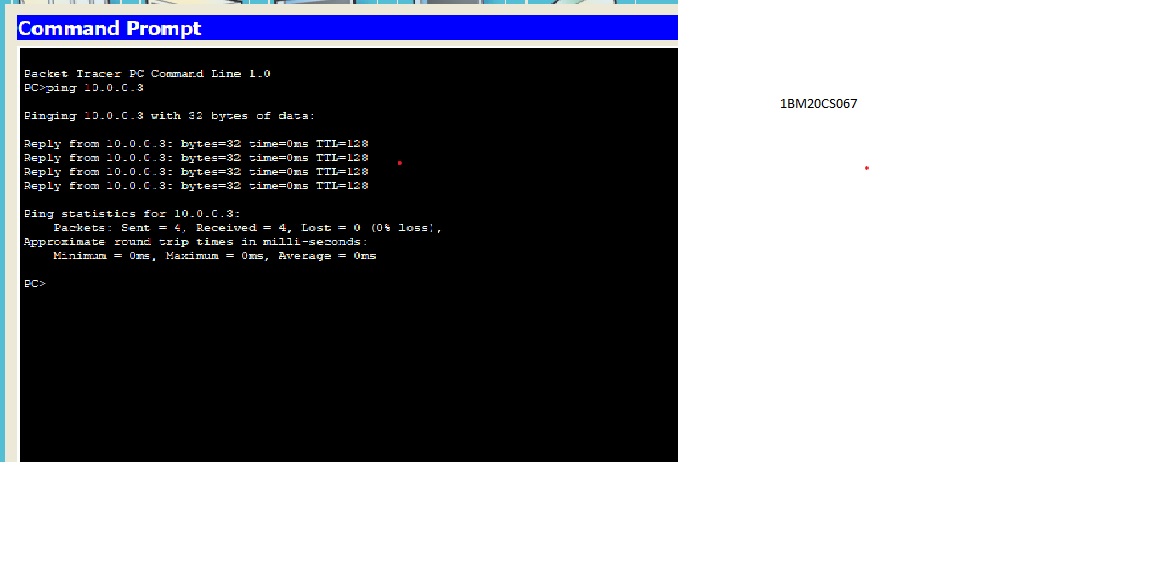 Command Prompt
Packet Tracer PC Command Line 1.0
PC>ping 10.0.0.3
Pinging 10.0.0.3 with 32 bytes of data:
Reply from 10.0.0.3: bytes=32 time=0ms TTL=128
Reply from 10.0.0.3: bytes=32 time=0ms TTL=128
Reply from 10.0.0.3: bytes=32 time=0ms TTL=128
Reply from 10.0.0.3: bytes=32 time=0ms TTL=128
Ping statistics for 10.0.0.3:
Packets: Sent = 4, Received = 4, Lost = 0 (0% loss),
Approximate round trip times in milli-seconds:
Minimum = 0ms, Maximum = 0ms, Average = 0ms
PC>
1BM20CS067